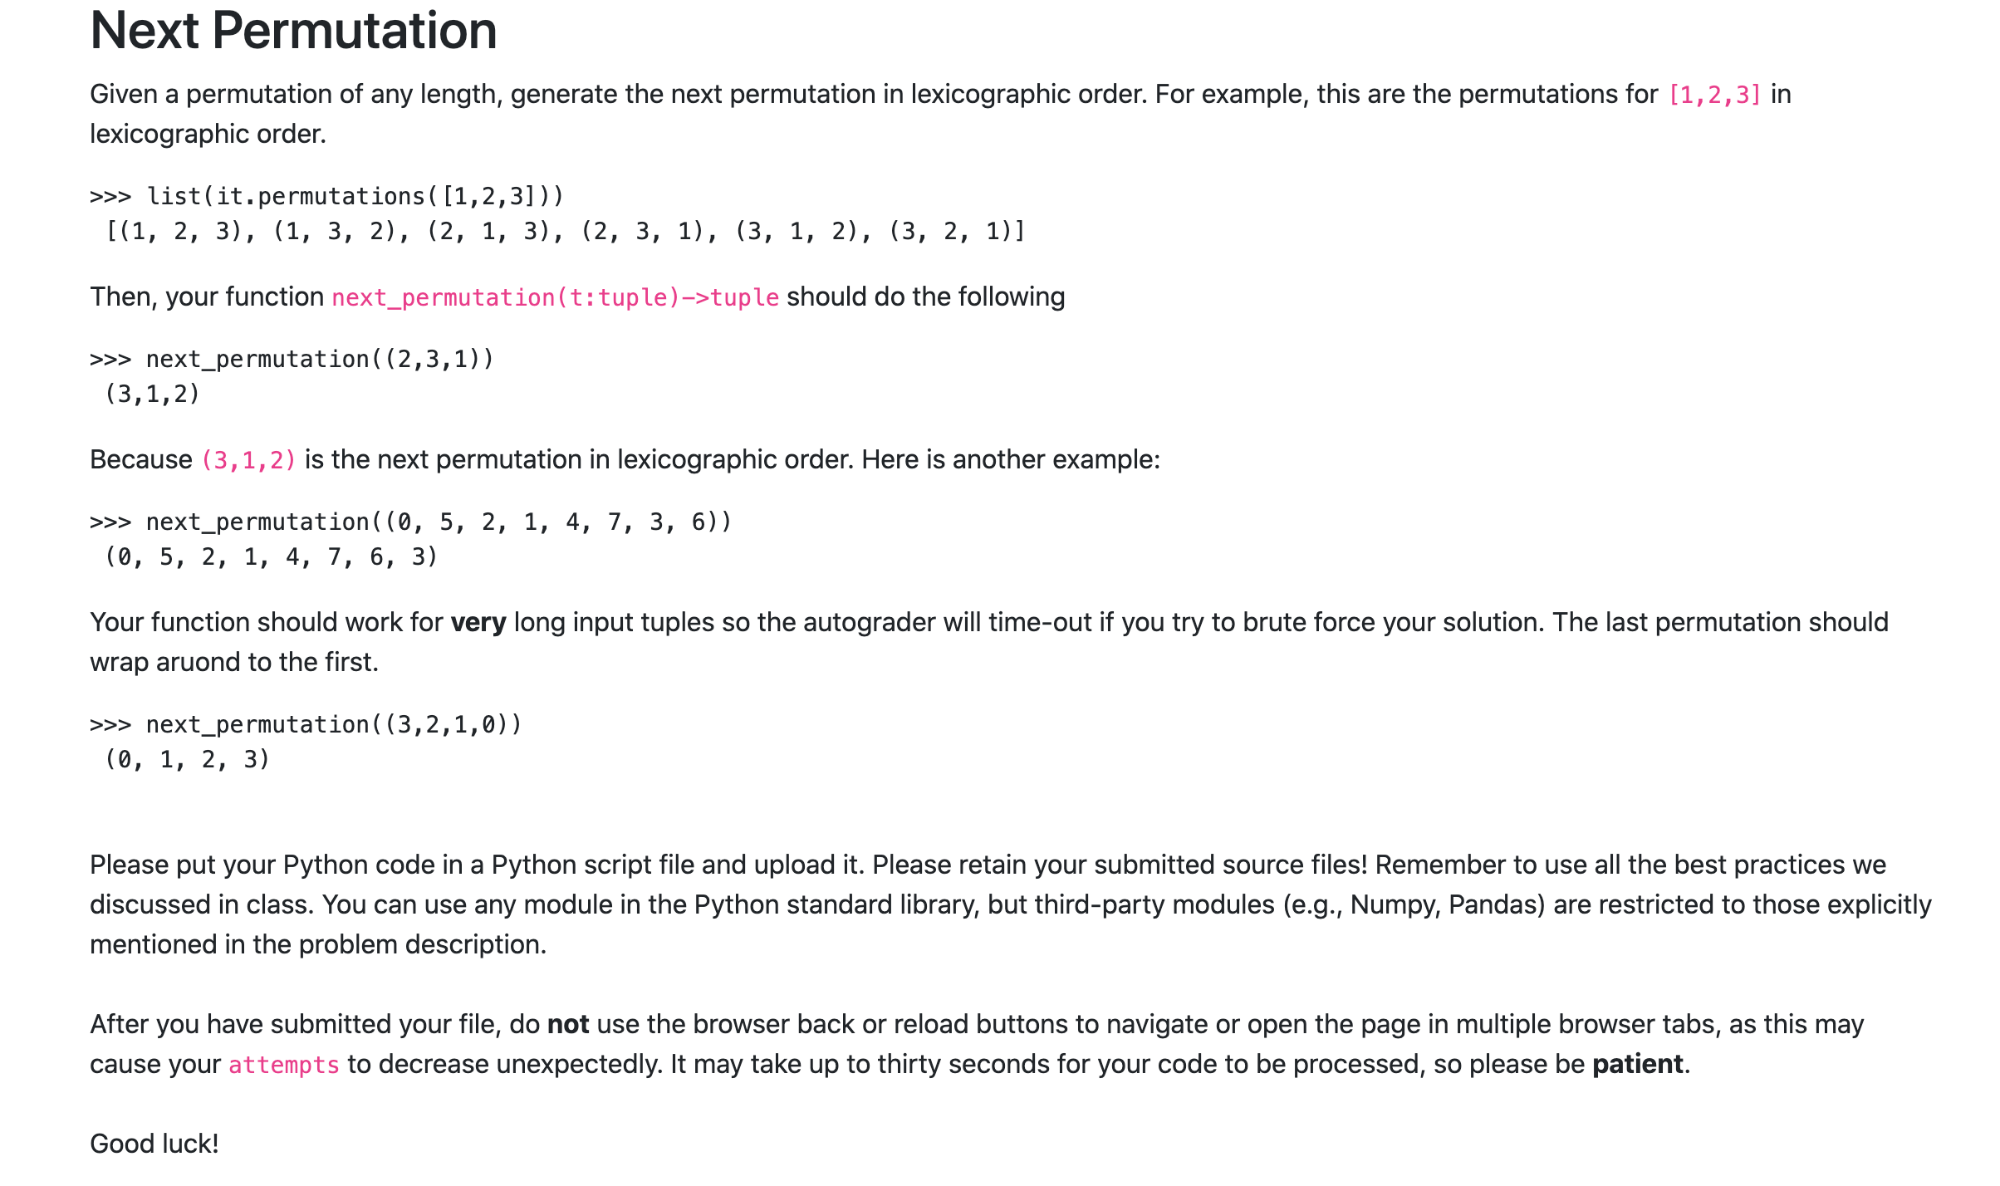 Next Permutation
Given a permutation of any length, generate the next permutation in lexicographic order. For example, this are the permutations for [1,2,3] in
lexicographic order.
>>> list(it.permutations([1,2,3]))
[(1, 2, 3), (1, 3, 2), (2, 1, 3), (2, 3, 1), (3, 1, 2), (3, 2, 1)]
Then, your function next_permutation(t:tuple)->tuple should do the following
>>> next_permutation((2,3,1))
(3,1,2)
Because (3,1,2) is the next permutation in lexicographic order. Here is another example:
>>> next_permutation((0, 5, 2, 1, 4, 7, 3, 6))
(0, 5, 2, 1, 4, 7, 6, 3)
Your function should work for very long input tuples so the autograder will time-out if you try to brute force your solution. The last permutation should
wrap aruond to the first.
>>> next_permutation((3,2,1,0))
(0, 1, 2, 3)
Please put your Python code in a Python script file and upload it. Please retain your submitted source files! Remember to use all the best practices we
discussed in class. You can use any module in the Python standard library, but third-party modules (e.g., Numpy, Pandas) are restricted to those explicitly
mentioned in the problem description.
After you have submitted your file, do not use the browser back or reload buttons to navigate or open the page in multiple browser tabs, as this may
cause your attempts to decrease unexpectedly. It may take up to thirty seconds for your code to be processed, so please be patient.
Good luck!